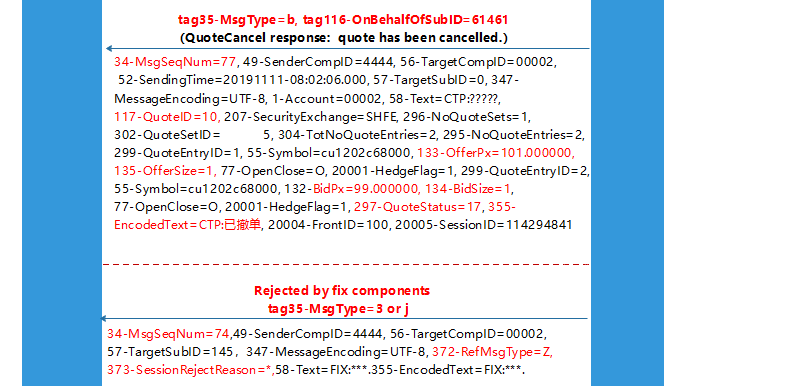 tag35-MsgType=b, tag116-OnBehalfOfSubID=61461
(QuoteCancel response: quote has been cancelled.)
34-MsgSeqNum=77, 49-SenderCompID=4444, 56-TargetCompID=00002,
52-SendingTime=20191111-08:02:06.000, 57-TargetSubID=0, 347-
MessageEncoding=UTF-8, 1-Account=00002, 58-Text=CTP:?????,
117-QuoteID=10, 207-SecurityExchange=SHFE, 296-NoQuoteSets=1,
302-QuoteSetID= 5, 304-TotNoQuoteEntries=2, 295-NoQuoteEntries=2,
299-QuoteEntryID=1, 55-Symbol=cu1202c68000, 133-OfferPx=101.000000,
135-OfferSize=1, 77-OpenClose=O, 20001-HedgeFlag=1, 299-QuoteEntryID=2,
55-Symbol=cu1202c68000, 132-BidPx=99.000000, 134-BidSize=1,
77-OpenClose=O, 20001-HedgeFlag=1, 297-QuoteStatus=17, 355-
EncodedText=CTP:已撤单, 20004-FrontID=100, 20005-SessionID=114294841
Rejected by fix components
tag35-MsgType=3 or j
34-MsgSeqNum=74,49-SenderCompID=4444, 56-TargetCompID=00002,
57-TargetSubID=145, 347-MessageEncoding=UTF-8, 372-RefMsgType=Z,
373-SessionRejectReason=*,58-Text=FIX:***.355-EncodedText=FIX:***.